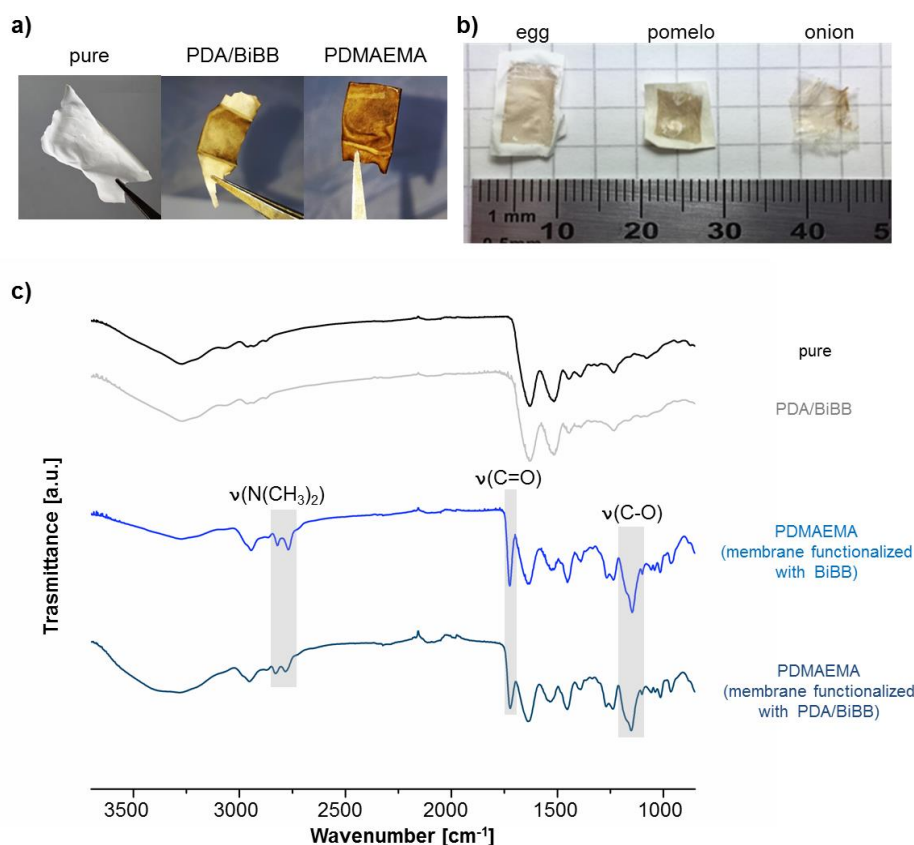 a)
pure
PDA/BiBB
PDMAEMA
b)
egg
pomelo
onion
1 mm
10
20
30
40
5
0.5mm
c)
pure
PDA/BiBB
ν(N(CH₃)₂)
ν(C=O)
ν(C-O)
PDMAEMA
(membrane functionalized
with BiBB)
PDMAEMA
(membrane functionalized
with PDA/BiBB)
Trasmittance [a.u.]
3500
3000
2500
2000
1500
1000
Wavenumber [cm⁻¹]